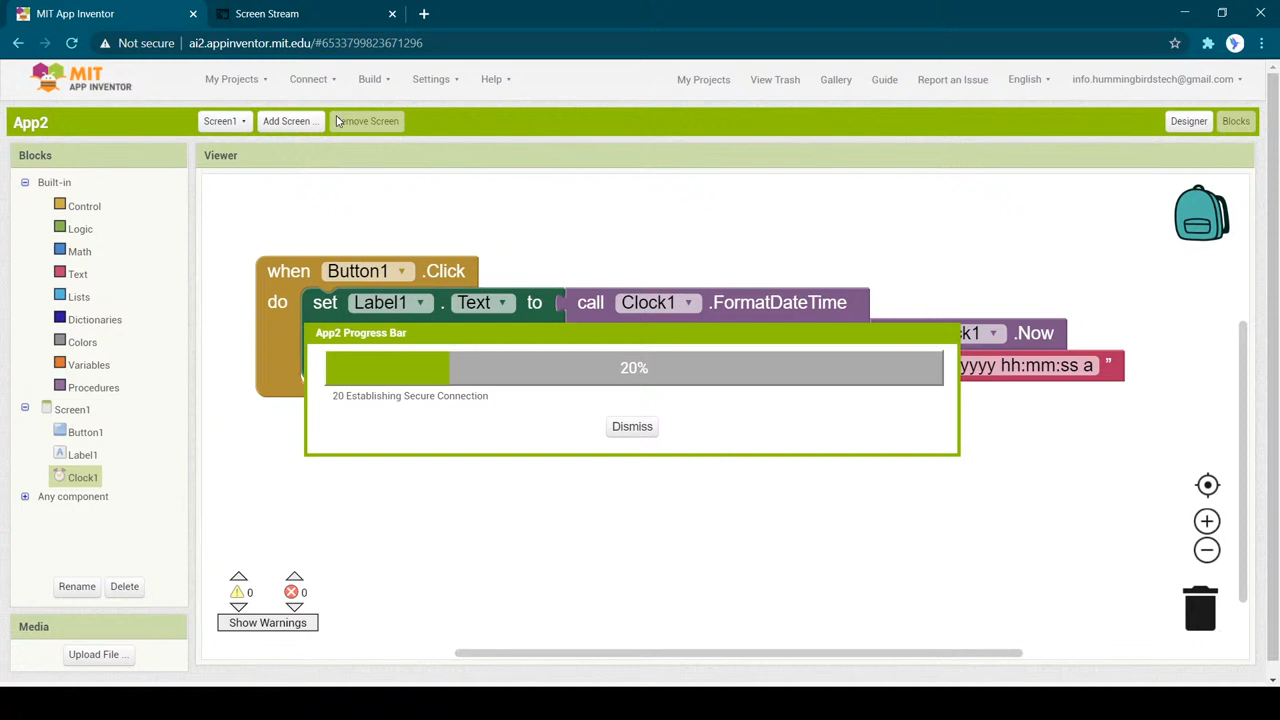 MIT App Inventor
Screen Stream
Not secure
ai2.appinventor.mit.edu/#6533799823671296
MIT
APP INVENTOR
My Projects
Connect
Build
Settings
Help
My Projects
View Trash
Gallery
Guide
Report an Issue
English
info.hummingbirdstech@gmail.com
App2
Screen1
Add Screen ...
Remove Screen
Designer
Blocks
Blocks
Viewer
Built-in
Control
Logic
Math
Text
Lists
Dictionaries
Colors
Variables
Procedures
Screen1
Button1
Label1
Clock1
Any component
Rename
Delete
Media
Upload File ...
when Button1 .Click
do set Label1 . Text to call Clock1 .FormatDateTime
k1 .Now
yyyy hh:mm:ss a ”
App2 Progress Bar
20%
20 Establishing Secure Connection
Dismiss
0 0
Show Warnings